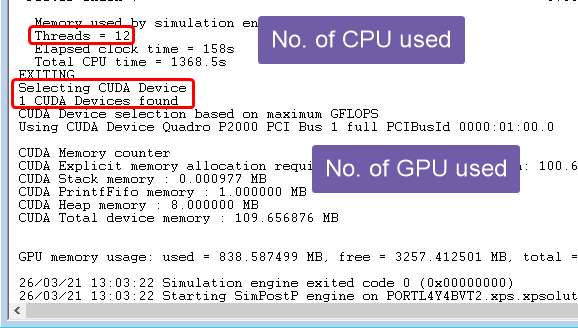 Memory used by simulation en
Threads = 12
Elapsed clock time = 158s
Total CPU time = 1368.5s
No. of CPU used
EXITING
Selecting CUDA Device
1 CUDA Devices found
CUDA Device selection based on maximum GFLOPS
Using CUDA Device Quadro P2000 PCI Bus 1 full PCIBusId 0000:01:00.0
CUDA Memory counter
CUDA Explicit memory allocation requi
: 100.6
CUDA Stack memory : 0.000977 MB
CUDA PrintfFifo memory : 1.000000 MB
CUDA Heap memory : 8.000000 MB
CUDA Total device memory : 109.656876 MB
No. of GPU used
GPU memory usage: used = 838.587499 MB, free = 3257.412501 MB, total =
26/03/21 13:03:22 Simulation engine exited code 0 (0x00000000)
26/03/21 13:03:22 Starting SimPostP engine on PORTL4Y4BVT2.xps.xpsolut